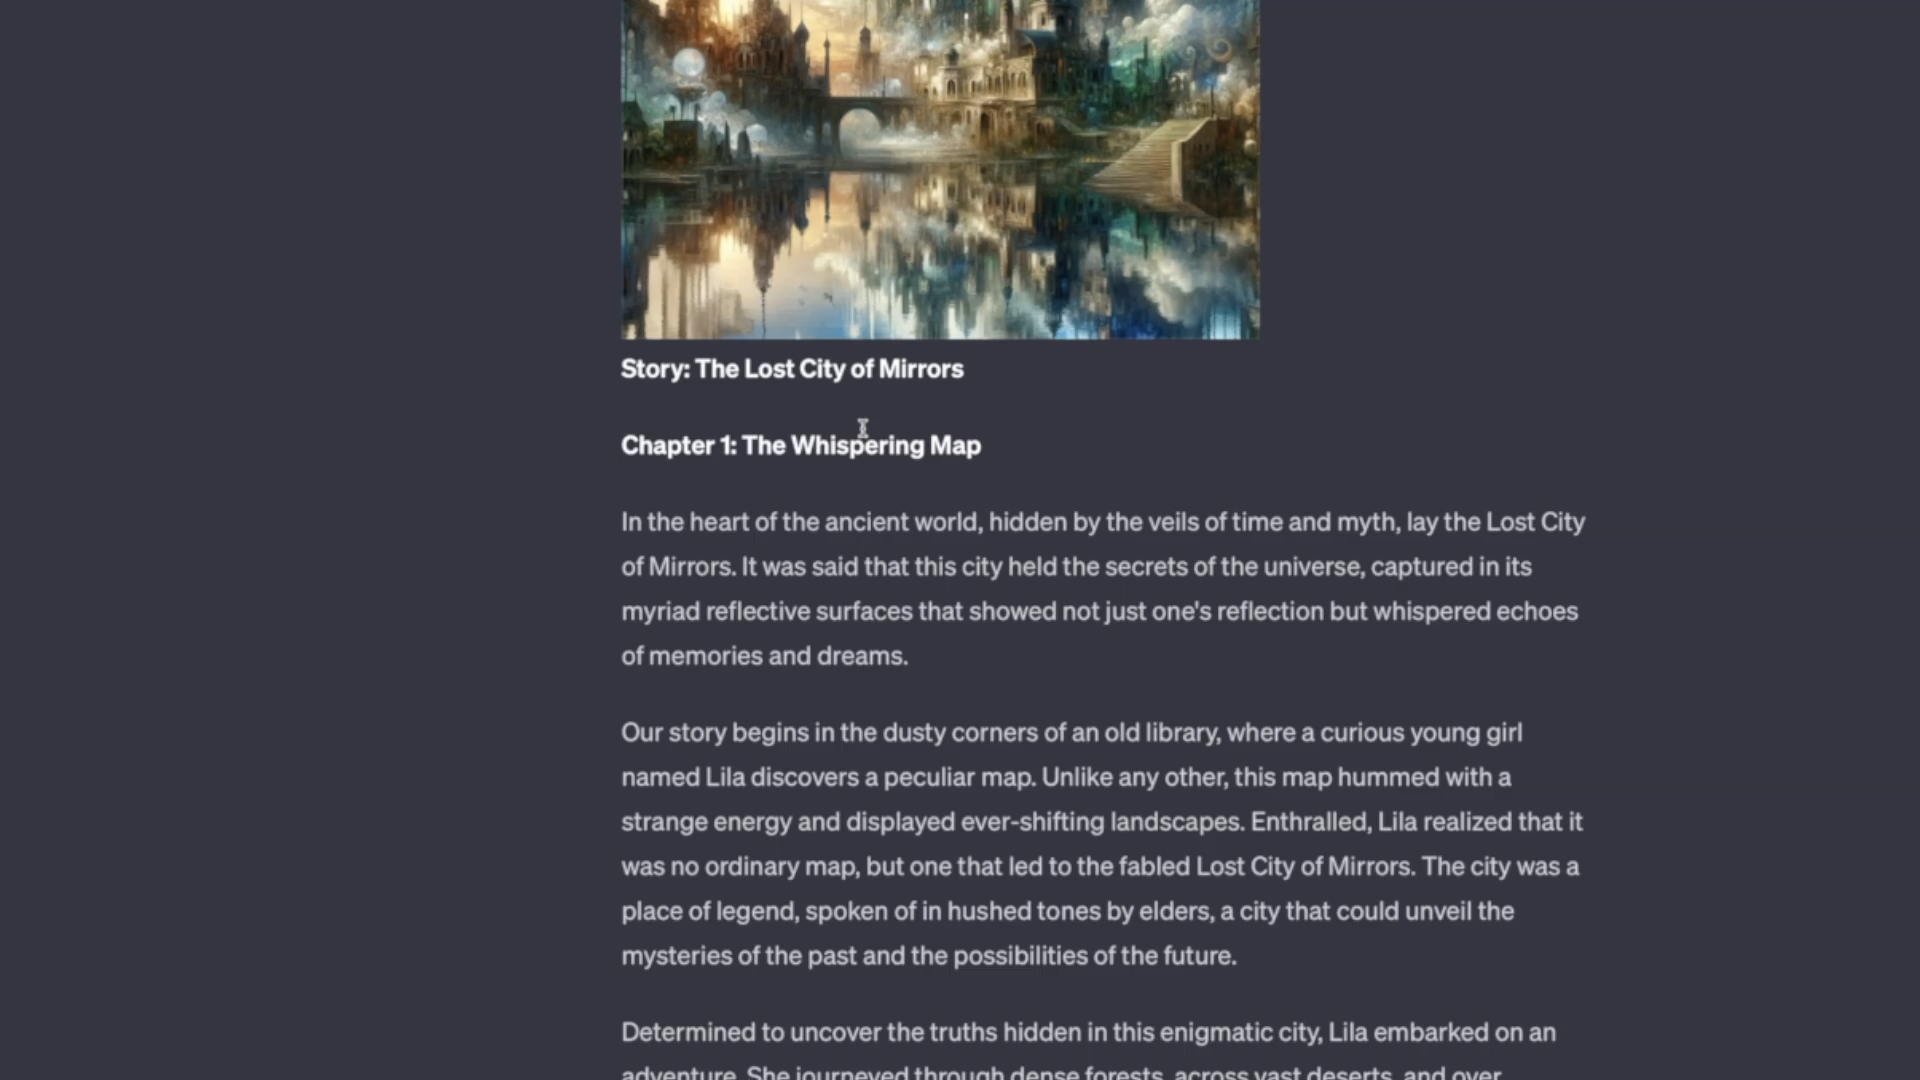 Story: The Lost City of Mirrors
Chapter 1: The Whispering Map
In the heart of the ancient world, hidden by the veils of time and myth, lay the Lost City
of Mirrors. It was said that this city held the secrets of the universe, captured in its
myriad reflective surfaces that showed not just one's reflection but whispered echoes
of memories and dreams.
Our story begins in the dusty corners of an old library, where a curious young girl
named Lila discovers a peculiar map. Unlike any other, this map hummed with a
strange energy and displayed ever-shifting landscapes. Enthralled, Lila realized that it
was no ordinary map, but one that led to the fabled Lost City of Mirrors. The city was a
place of legend, spoken of in hushed tones by elders, a city that could unveil the
mysteries of the past and the possibilities of the future.
Determined to uncover the truths hidden in this enigmatic city, Lila embarked on an
adventure. She journeyed through dense forests, across vast deserts, and over